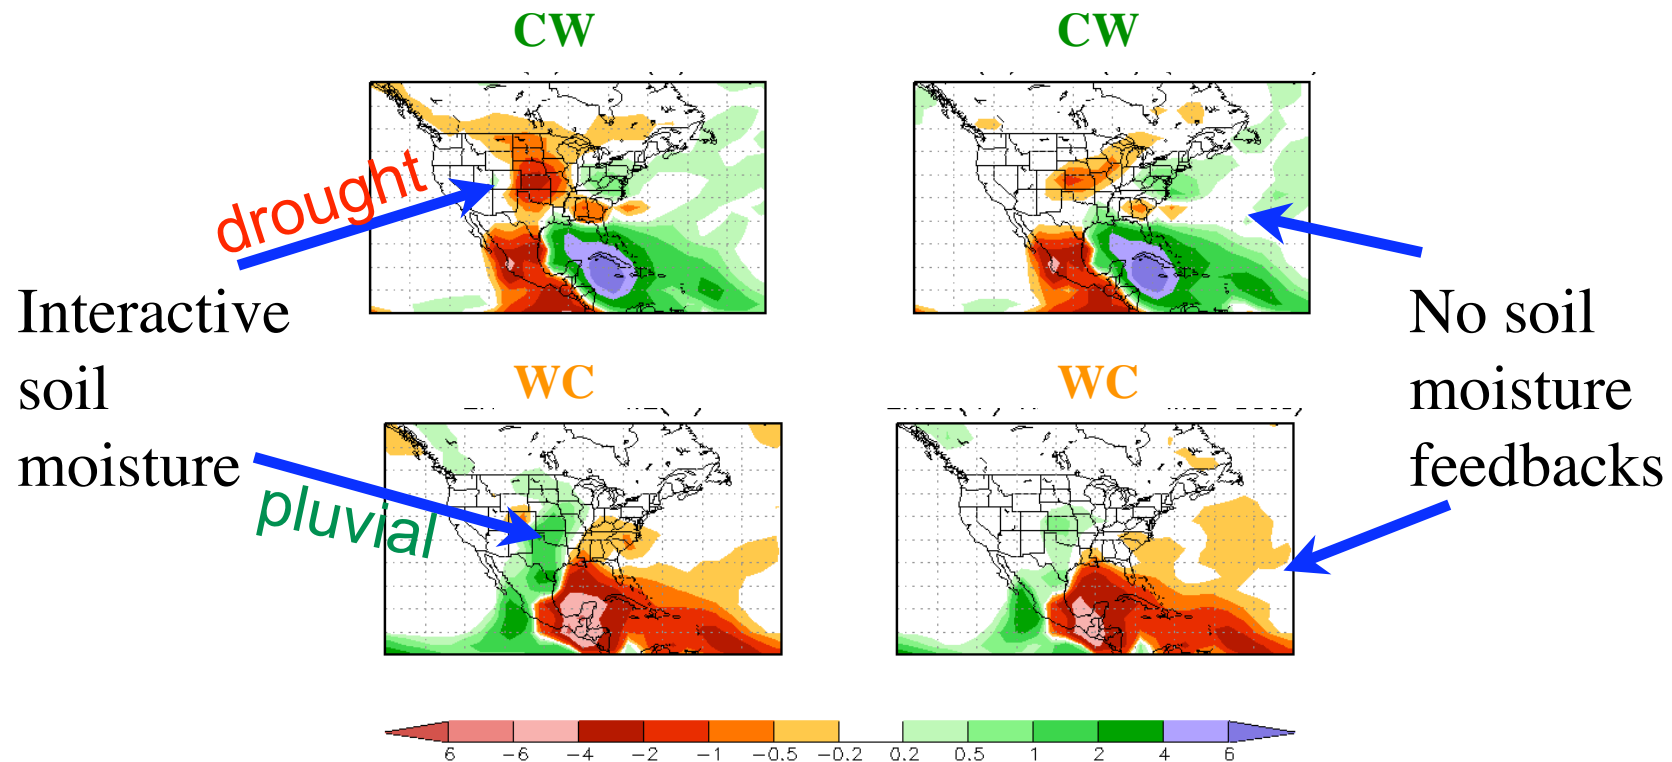 CW
CW
drought
Interactive
soil
moisture
No soil
moisture
feedbacks
WC
WC
pluvial
6 −6 −4 −2 −1 −0.5 −0.2 0.2 0.5 1 2 4 6